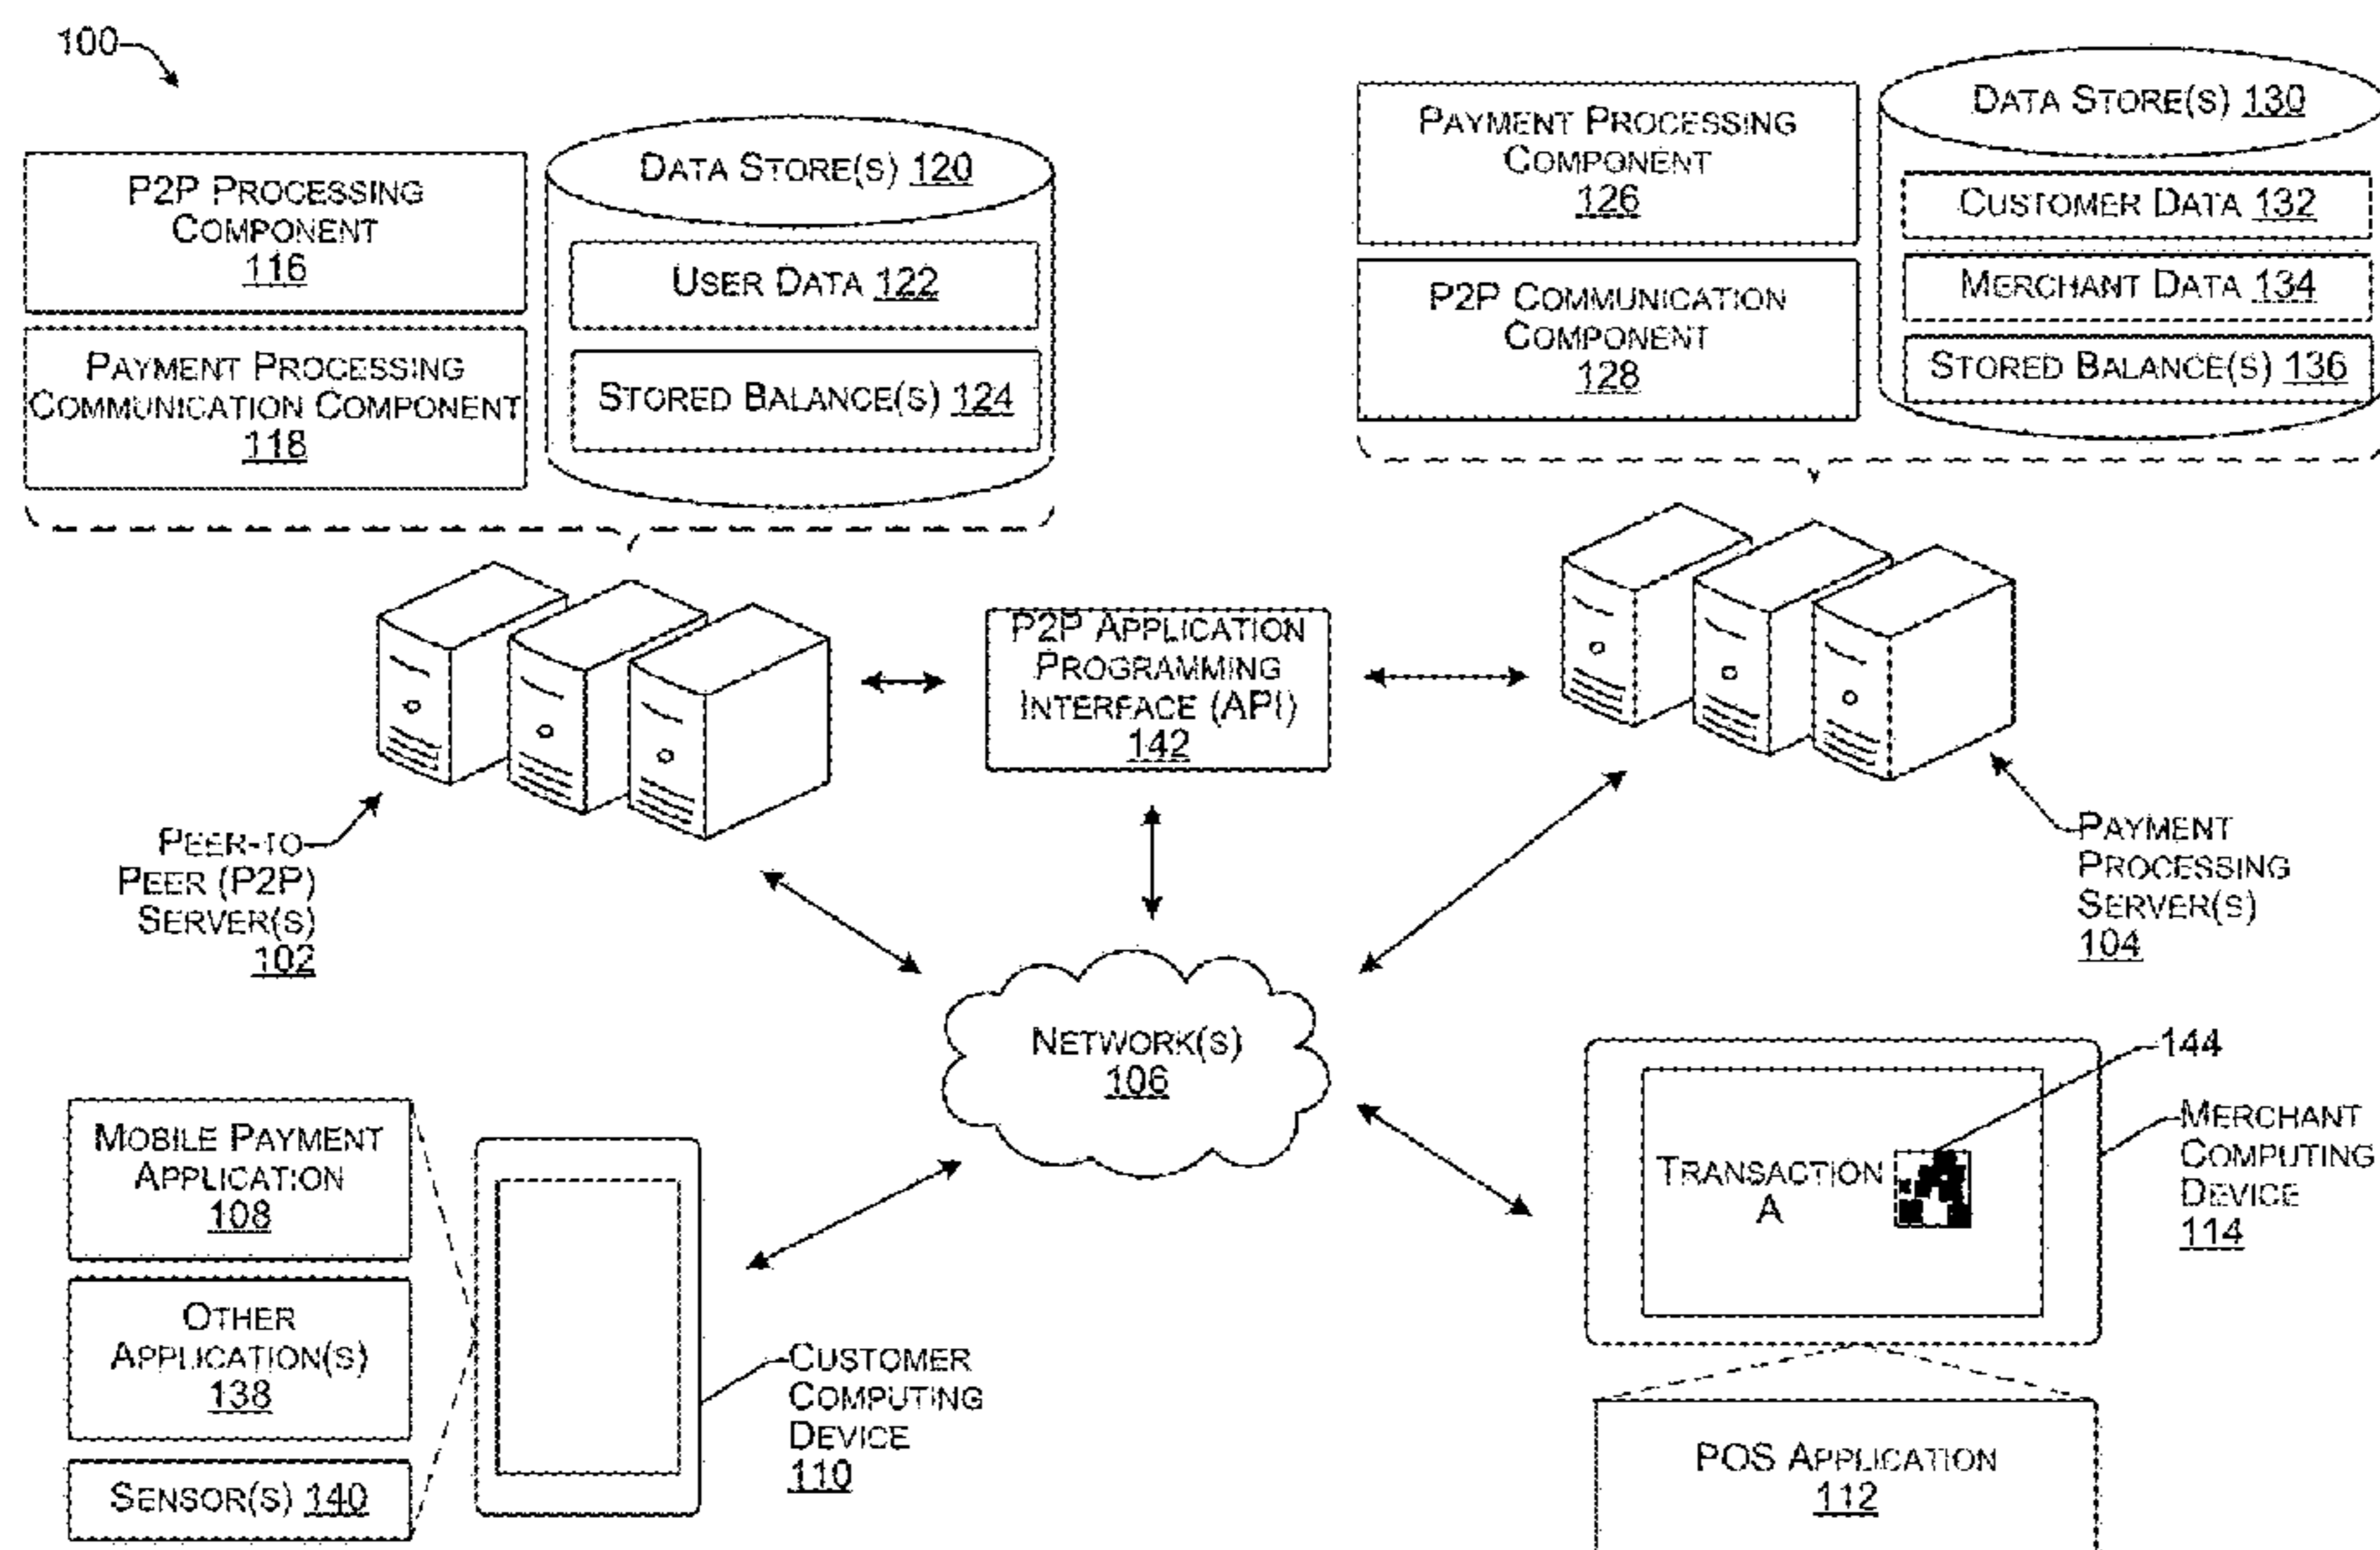 100
P2P PROCESSING
COMPONENT
116
PAYMENT PROCESSING
COMMUNICATION COMPONENT
118
DATA STORE(S) 120
USER DATA 122
STORED BALANCE(S) 124
PAYMENT PROCESSING
COMPONENT
126
P2P COMMUNICATION
COMPONENT
128
DATA STORE(S) 130
CUSTOMER DATA 132
MERCHANT DATA 134
STORED BALANCE(S) 136
P2P APPLICATION
PROGRAMMING
INTERFACE (API)
142
PEER-TO
PEER (P2P)
SERVER(S)
102
PAYMENT
PROCESSING
SERVER(S)
104
NETWORK(S)
106
MOBILE PAYMENT
APPLICATION
108
OTHER
APPLICATION(S)
138
SENSOR(S) 140
CUSTOMER
COMPUTING
DEVICE
110
144
TRANSACTION
A
MERCHANT
COMPUTING
DEVICE
114
POS APPLICATION
112